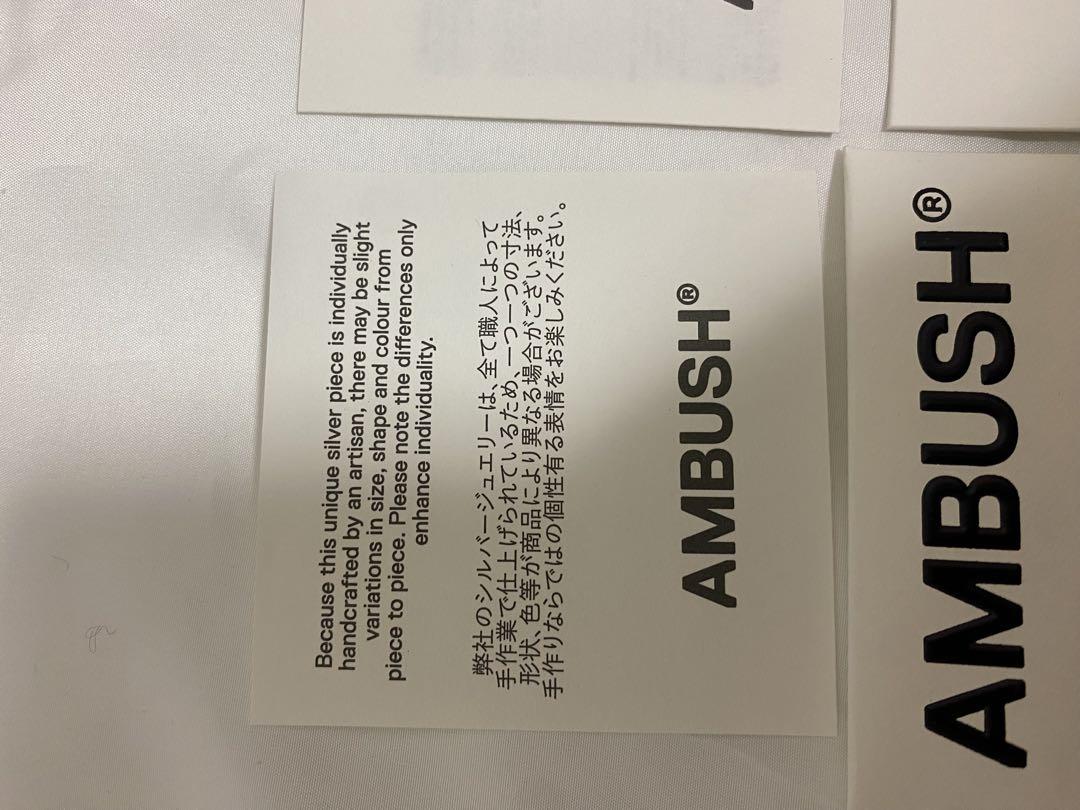 Because this unique silver piece is individually
handcrafted by an artisan, there may be slight
variations in size, shape and colour from
piece to piece. Please note the differences only
enhance individuality.
弊社のシルバージュエリーは、全て職人によって
手作業で仕上げられているため、一つ一つの寸法、
形状、色等が商品により異なる場合がございます。
手作りならではの個性有る表情をお楽しみください。
AMBUSH®
AMBUSH®